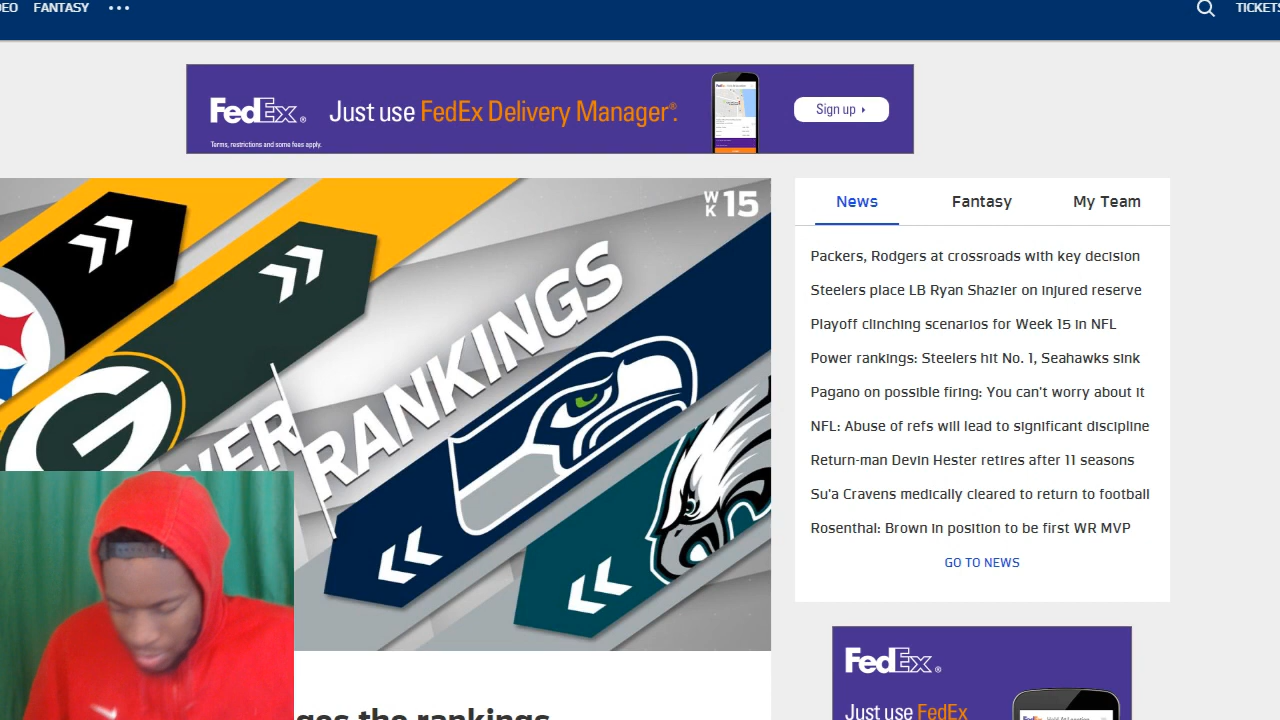 FANTASY
TICKETS
FedEx®
Just use FedEx Delivery Manager®.
Sign up
Terms, restrictions and some fees apply.
WK 15
RANKINGS
G
News Fantasy My Team
Packers, Rodgers at crossroads with key decision
Steelers place LB Ryan Shazier on injured reserve
Playoff clinching scenarios for Week 15 in NFL
Power rankings: Steelers hit No. 1, Seahawks sink
Pagano on possible firing: You can't worry about it
NFL: Abuse of refs will lead to significant discipline
Return-man Devin Hester retires after 11 seasons
Su'a Cravens medically cleared to return to football
Rosenthal: Brown in position to be first WR MVP
GO TO NEWS
FedEx®
Just use FedEx
the rankings